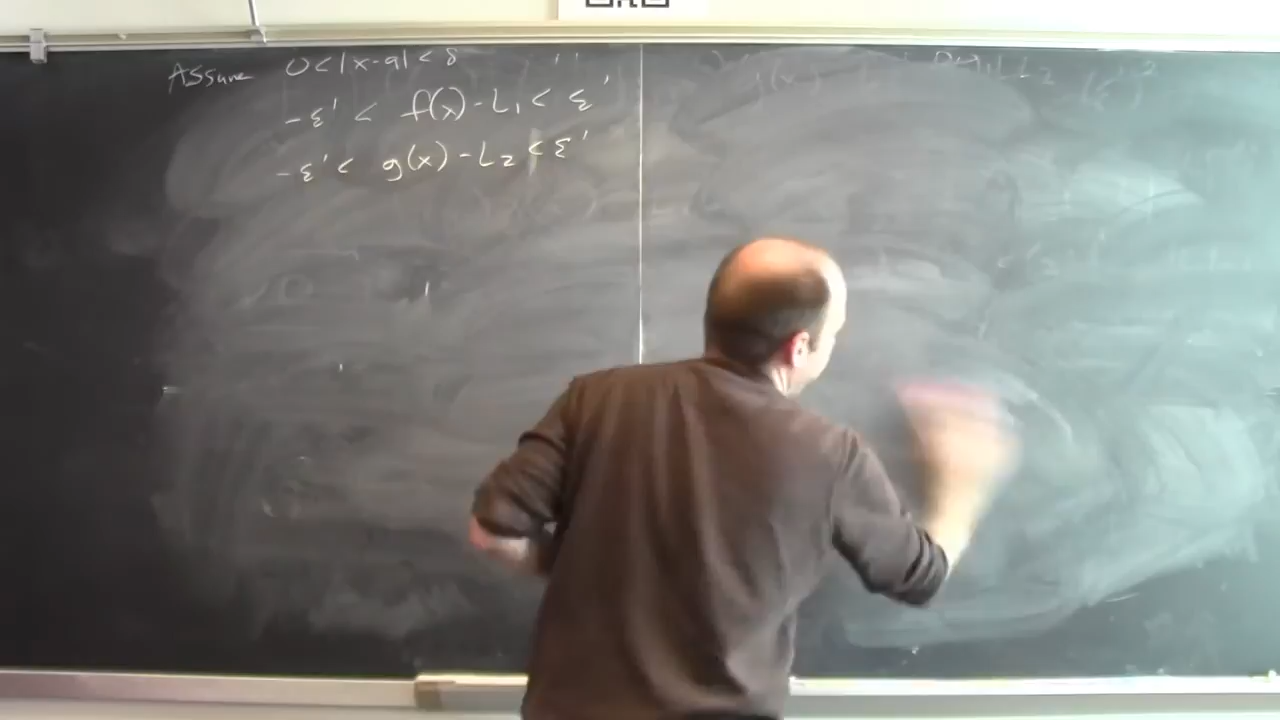 Assume 0<|x-a|<δ
-ε' < f(x)-L₁ < ε'
-ε' < g(x)-L₂ < ε'